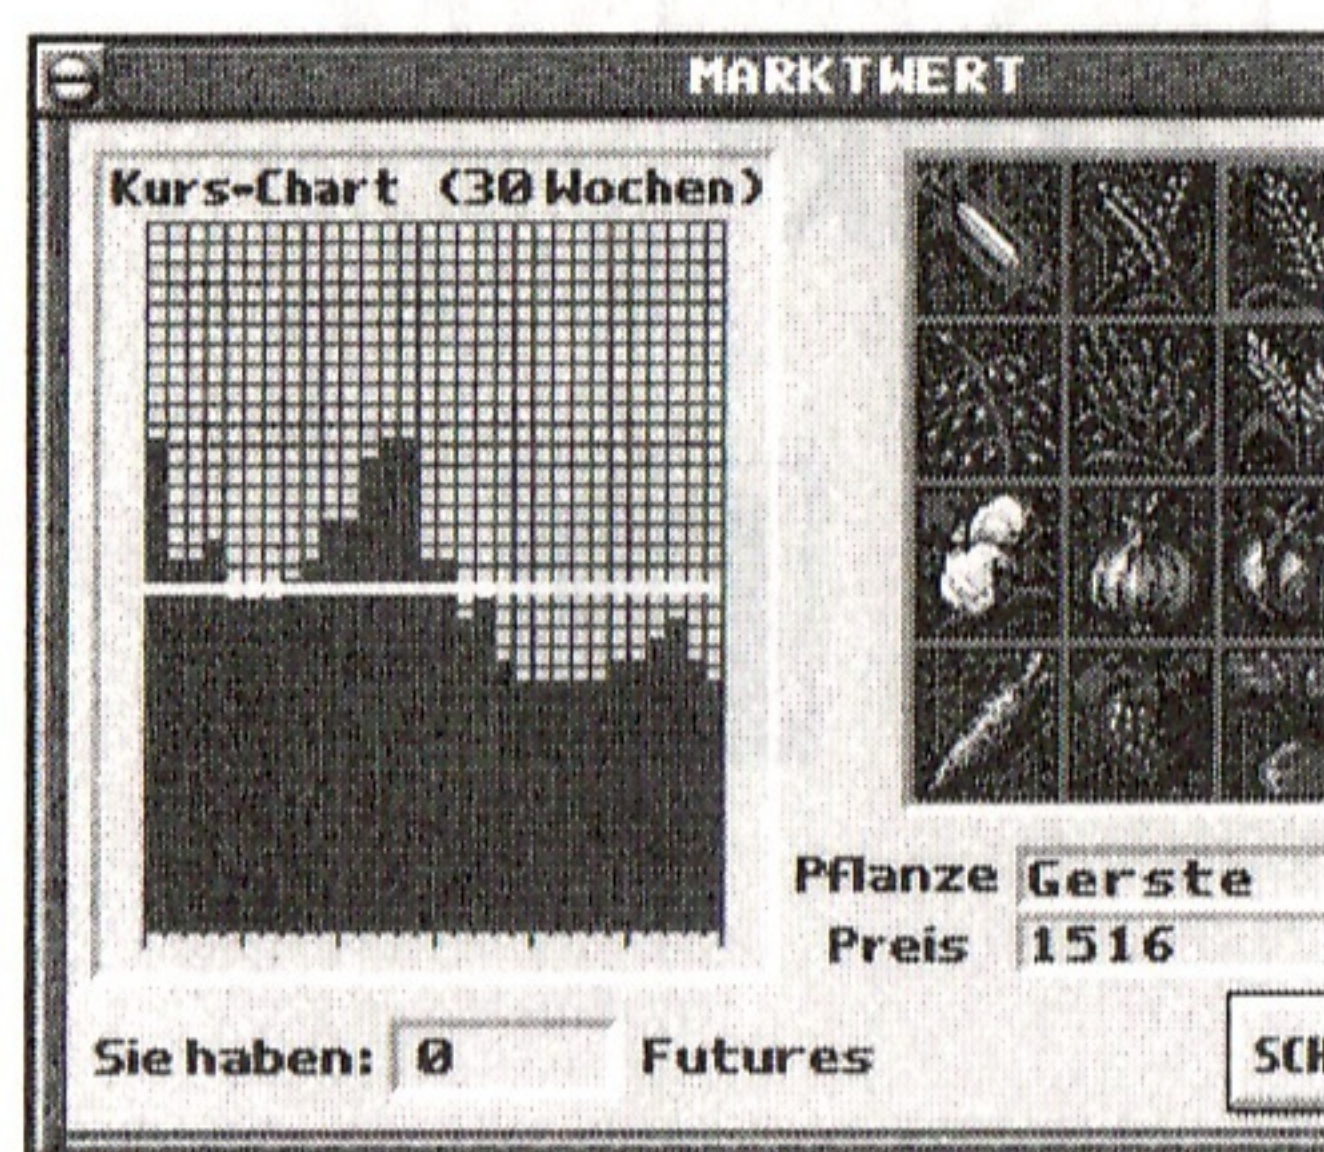 MARKTWERT
Kurs-Chart (30 Wochen)
Pflanze Gerste
Preis 1516
Sie haben: 0 Futures